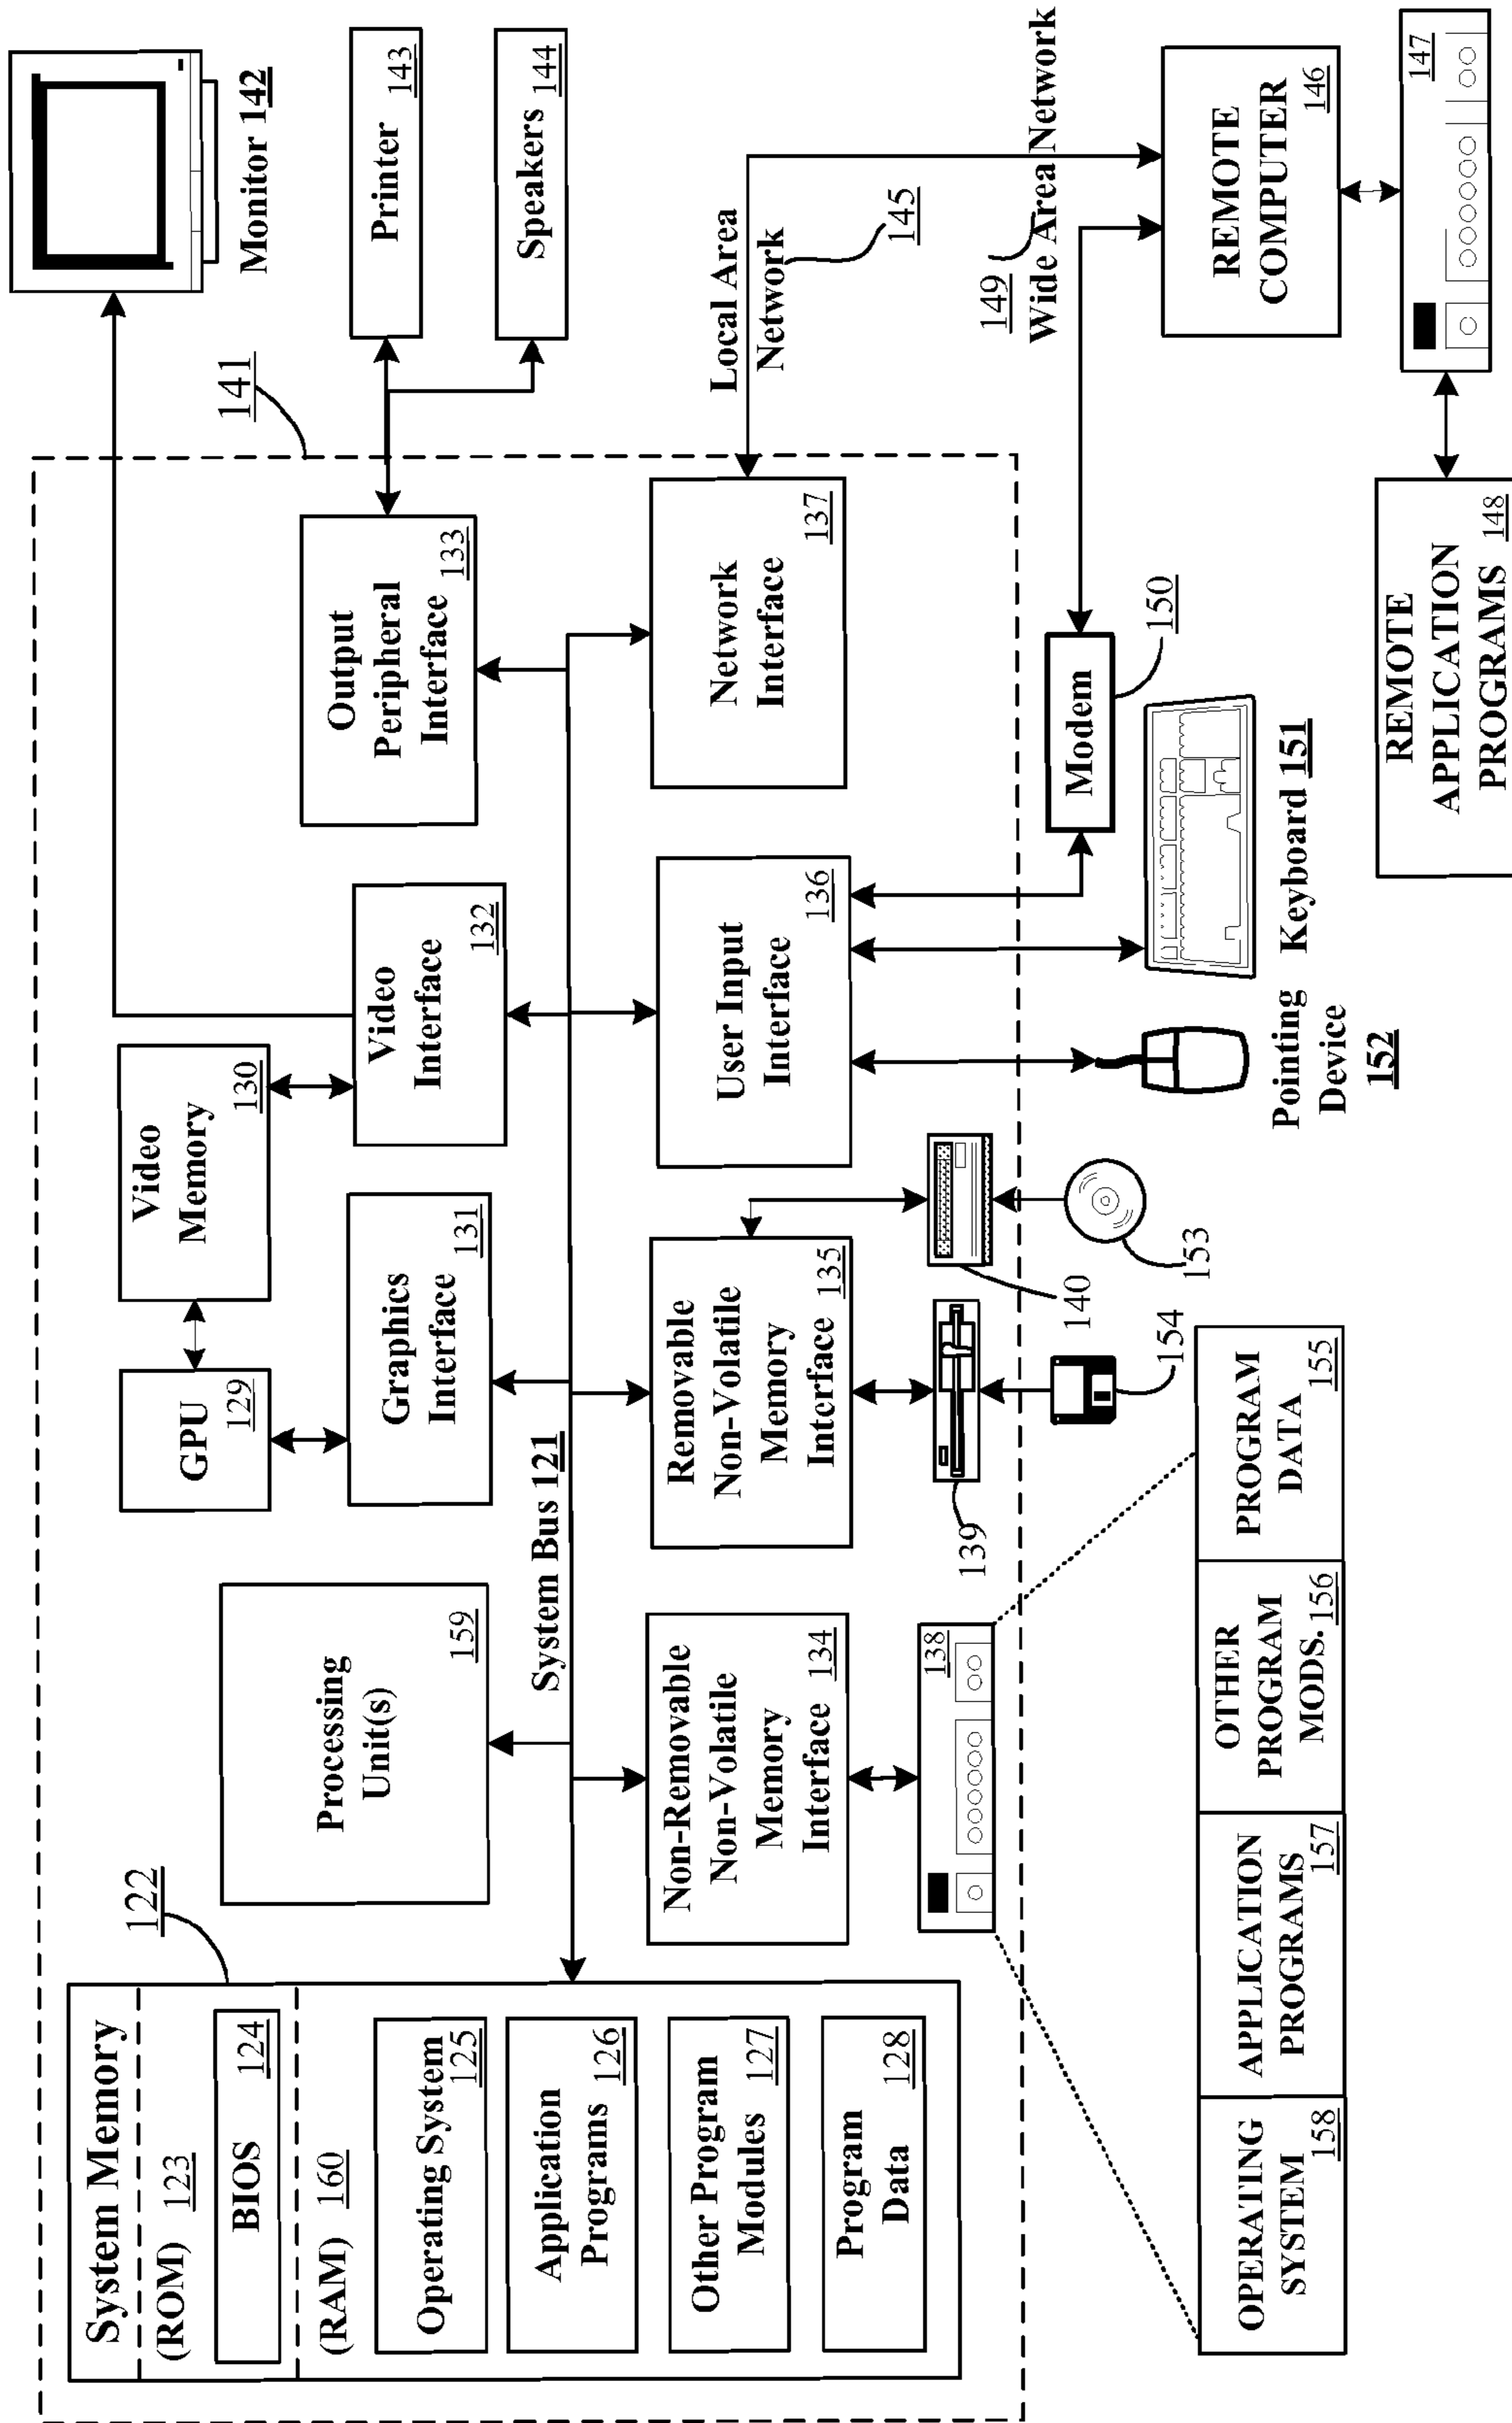 System Memory
122
(ROM) 123
BIOS 124
(RAM) 160
Operating System
125
Application
Programs 126
Other Program
Modules 127
Program
Data 128
Processing
Unit(s)
159
System Bus 121
GPU
129
Video
Memory
130
Graphics
Interface
131
Video
Interface
132
Output
Peripheral
Interface
133
141
Monitor 142
Printer
143
Speakers
144
Non-Removable
Non-Volatile
Memory
Interface
134
Removable
Non-Volatile
Memory
Interface
135
User Input
Interface
136
Network
Interface
137
Local Area
Network
145
138
139
140
149
Wide Area Network
154
153
Modem
150
Pointing
Device
152
Keyboard 151
REMOTE
COMPUTER
146
147
OPERATING
SYSTEM
158
APPLICATION
PROGRAMS
157
OTHER
PROGRAM
MODS. 156
PROGRAM
DATA
155
REMOTE
APPLICATION
PROGRAMS 148